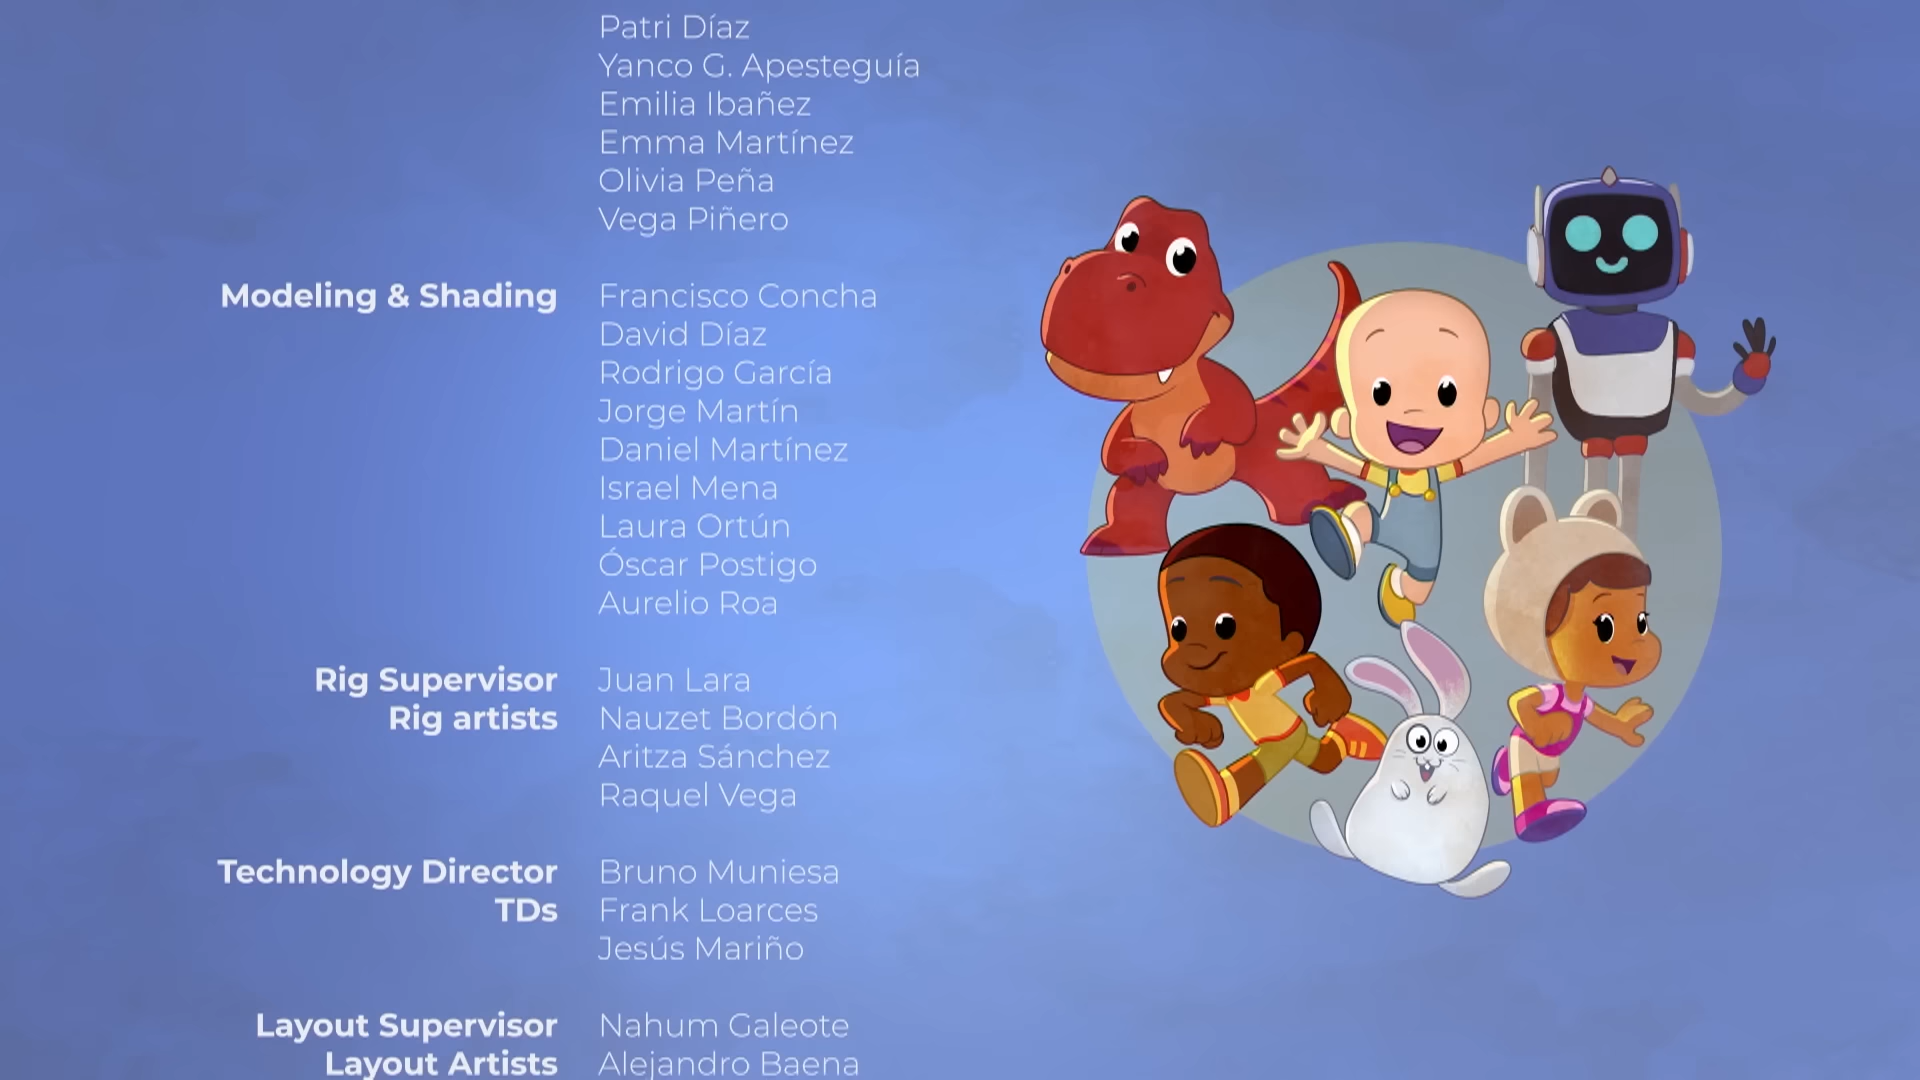 Patri Díaz
Yanco G. Apesteguía
Emilia Ibañez
Emma Martínez
Olivia Peña
Vega Piñero
Modeling & Shading Francisco Concha
David Díaz
Rodrigo García
Jorge Martín
Daniel Martínez
Israel Mena
Laura Ortún
Óscar Postigo
Aurelio Roa
Rig Supervisor Juan Lara
Rig artists Nauzet Bordón
Aritza Sánchez
Raquel Vega
Technology Director Bruno Muniesa
TDs Frank Loarces
Jesús Mariño
Layout Supervisor Nahum Galeote
Layout Artists Alejandro Baena